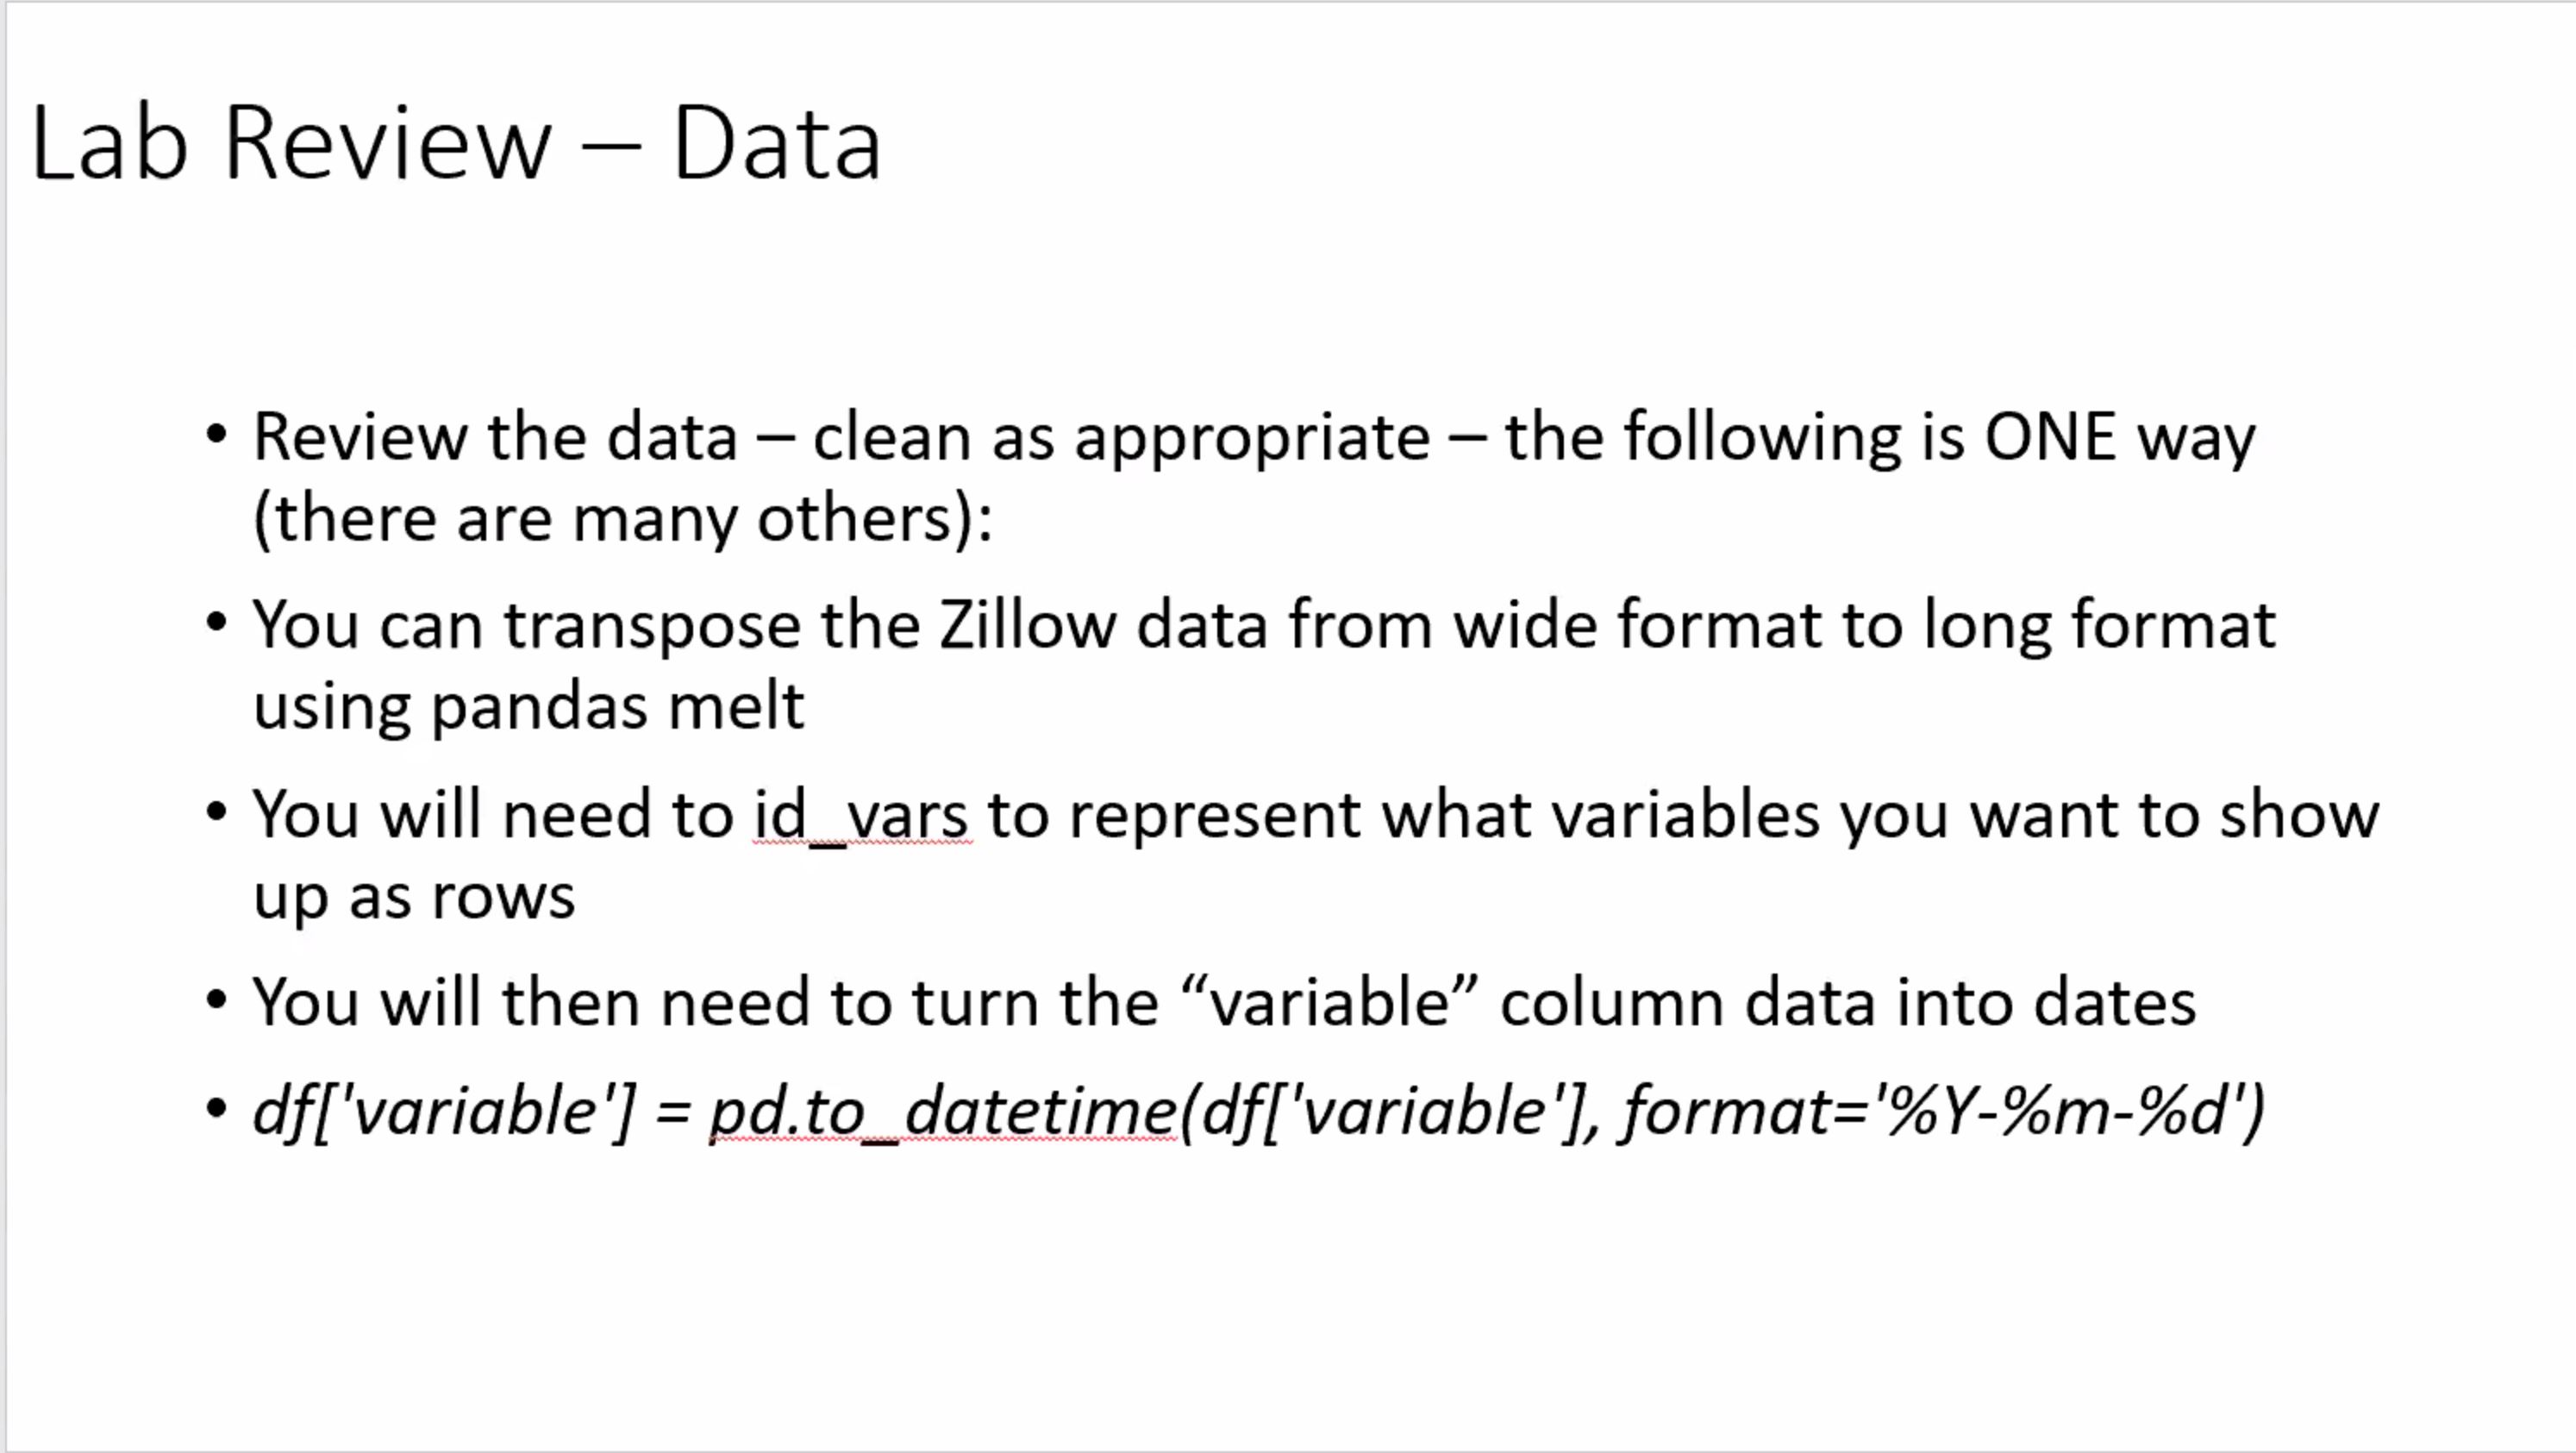 Lab Review – Data
• Review the data – clean as appropriate – the following is ONE way
(there are many others):
• You can transpose the Zillow data from wide format to long format
using pandas melt
• You will need to id_vars to represent what variables you want to show
up as rows
• You will then need to turn the “variable” column data into dates
• df['variable'] = pd.to_datetime(df['variable'], format='%Y-%m-%d')